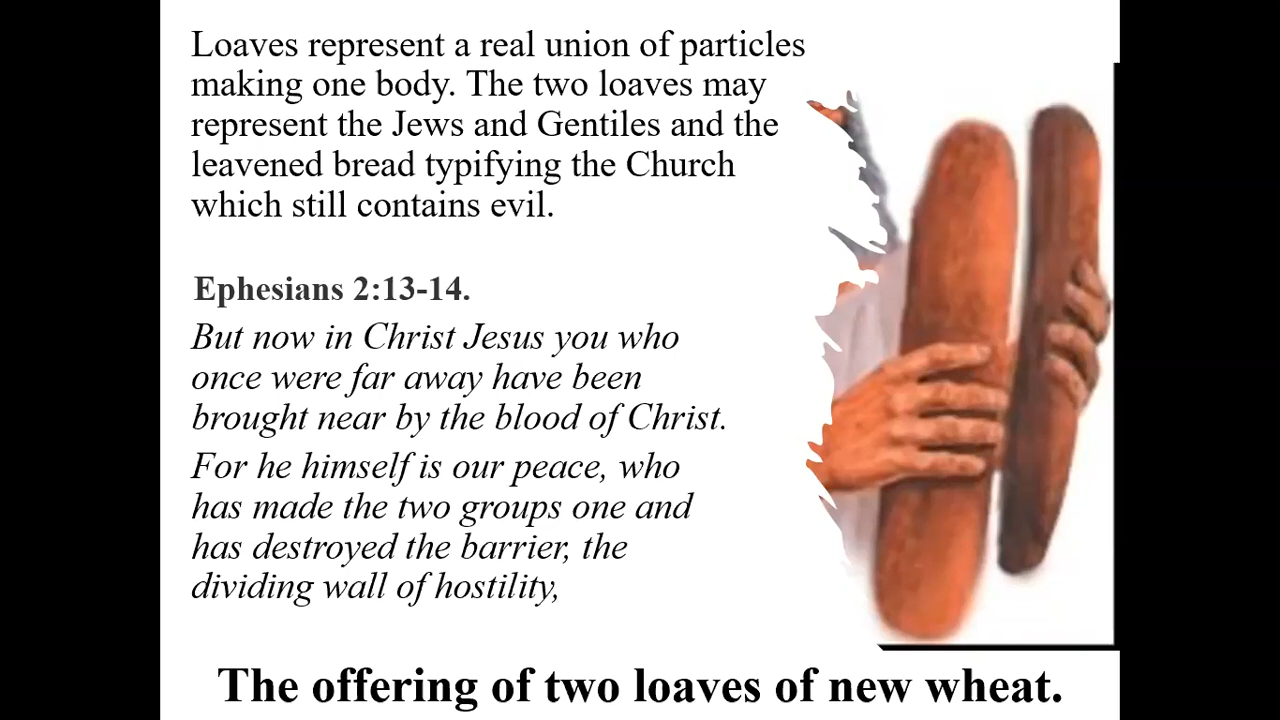 Loaves represent a real union of particles
making one body. The two loaves may
represent the Jews and Gentiles and the
leavened bread typifying the Church
which still contains evil.
Ephesians 2:13-14.
But now in Christ Jesus you who
once were far away have been
brought near by the blood of Christ.
For he himself is our peace, who
has made the two groups one and
has destroyed the barrier, the
dividing wall of hostility,
The offering of two loaves of new wheat.